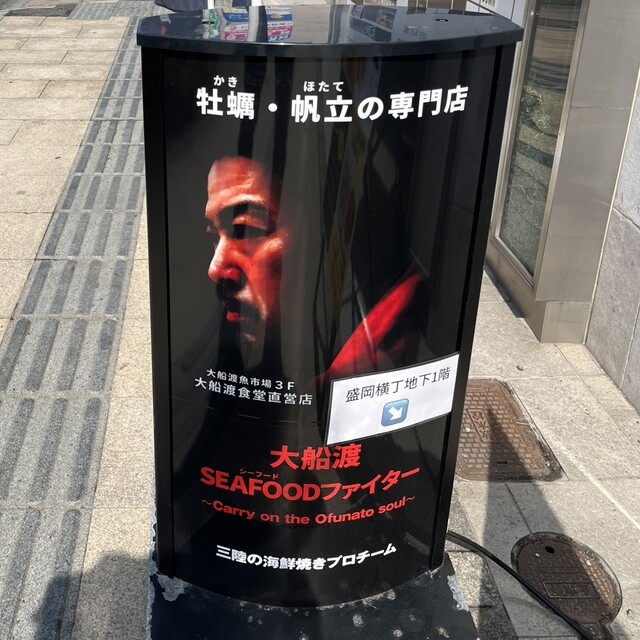 かき ほたて
牡蠣・帆立の専門店
大船渡魚市場3F
大船渡食堂直営店
盛岡横丁地下1階
大船渡
シーフード
SEAFOODファイター
～Carry on the Ofunato soul～
三陸の海鮮焼きプロチーム